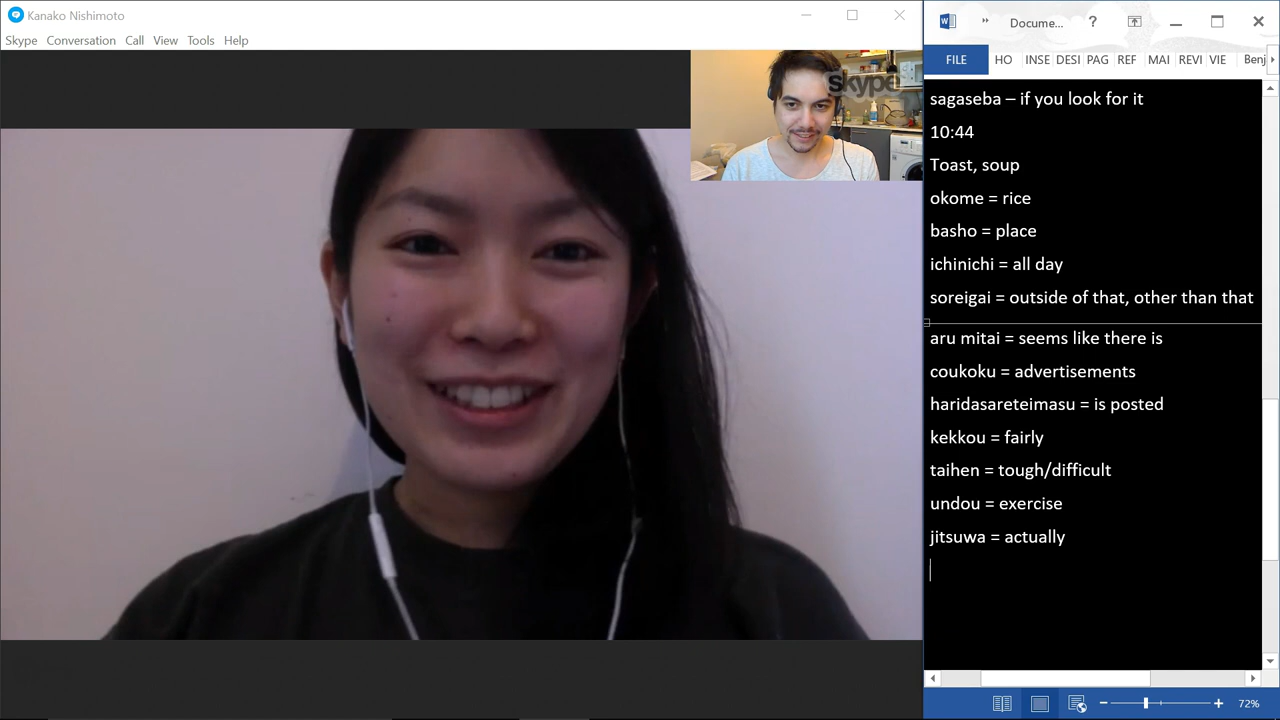 Kanako Nishimoto
Skype Conversation Call View Tools Help
skype
Docume... ?
FILE HO INSE DESI PAG REF MAI REVI VIE Benj
sagaseba – if you look for it
10:44
Toast, soup
okome = rice
basho = place
ichinichi = all day
soreigai = outside of that, other than that
aru mitai = seems like there is
coukoku = advertisements
haridasareteimasu = is posted
kekkou = fairly
taihen = tough/difficult
undou = exercise
jitsuwa = actually
72%